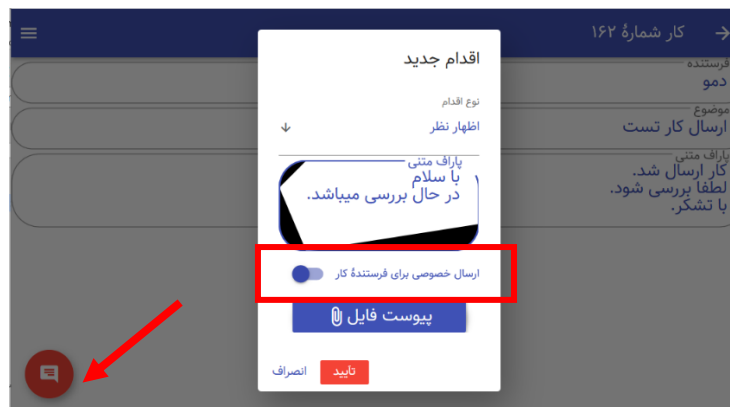 کار شمارهٔ ۱۶۲
فرستنده
دمو
موضوع
ارسال کار تست
پاراف متنی
کار ارسال شد.
لطفا بررسی شود.
با تشکر.
اقدام جدید
نوع اقدام
اظهار نظر
پاراف متنی
با سلام
در حال بررسی میباشد.
ارسال خصوصی برای فرستندهٔ کار
پیوست فایل
تایید
انصراف